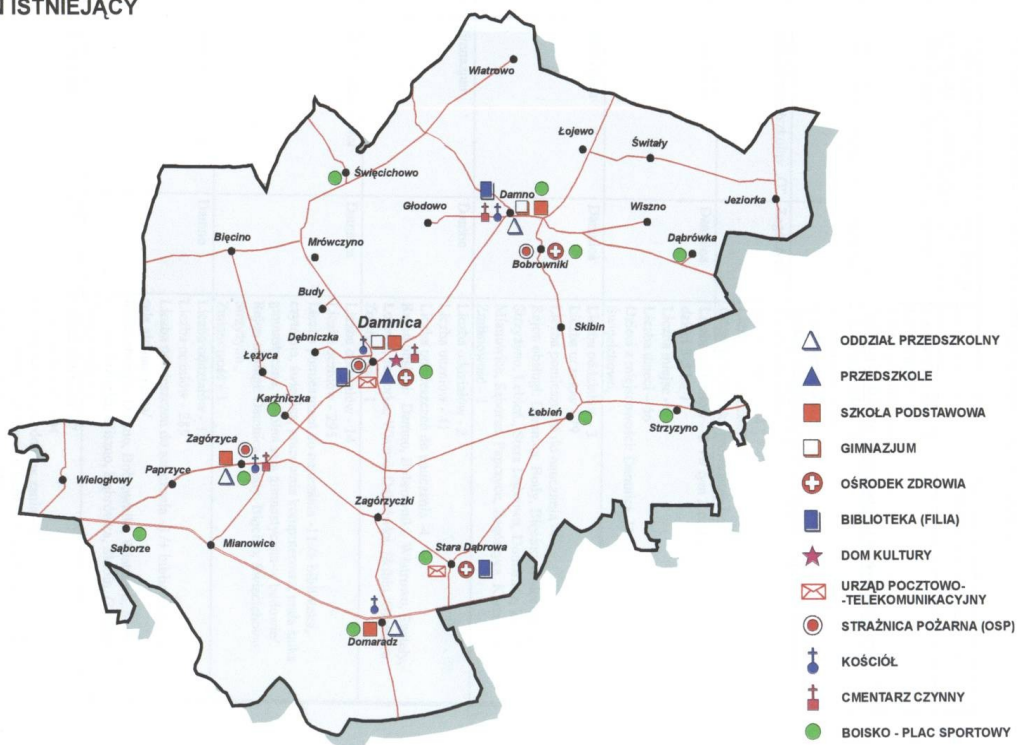 ISTNIEJĄCY
Wiatrowo
Łojewo
Świtały
Święcichowo
Damno
Jeziorka
Głodowo
Wiszno
Bięcino
Mrówczyno
Dąbrówka
Bobrowniki
Budy
Damnica
Skibin
Dębniczka
ODDZIAŁ PRZEDSZKOLNY
Łężyca
PRZEDSZKOLE
Karżniczka
Łebień
SZKOŁA PODSTAWOWA
Strzyżyno
Zagórzyca
GIMNAZJUM
Paprzyce
Wielogłowy
OŚRODEK ZDROWIA
Zagórzyczki
BIBLIOTEKA (FILIA)
Sąborze
Mianowice
Stara Dąbrowa
DOM KULTURY
URZĄD POCZTOWO-
-TELEKOMUNIKACYJNY
STRAŻNICA POŻARNA (OSP)
Domaradz
KOŚCIÓŁ
CMENTARZ CZYNNY
BOISKO - PLAC SPORTOWY